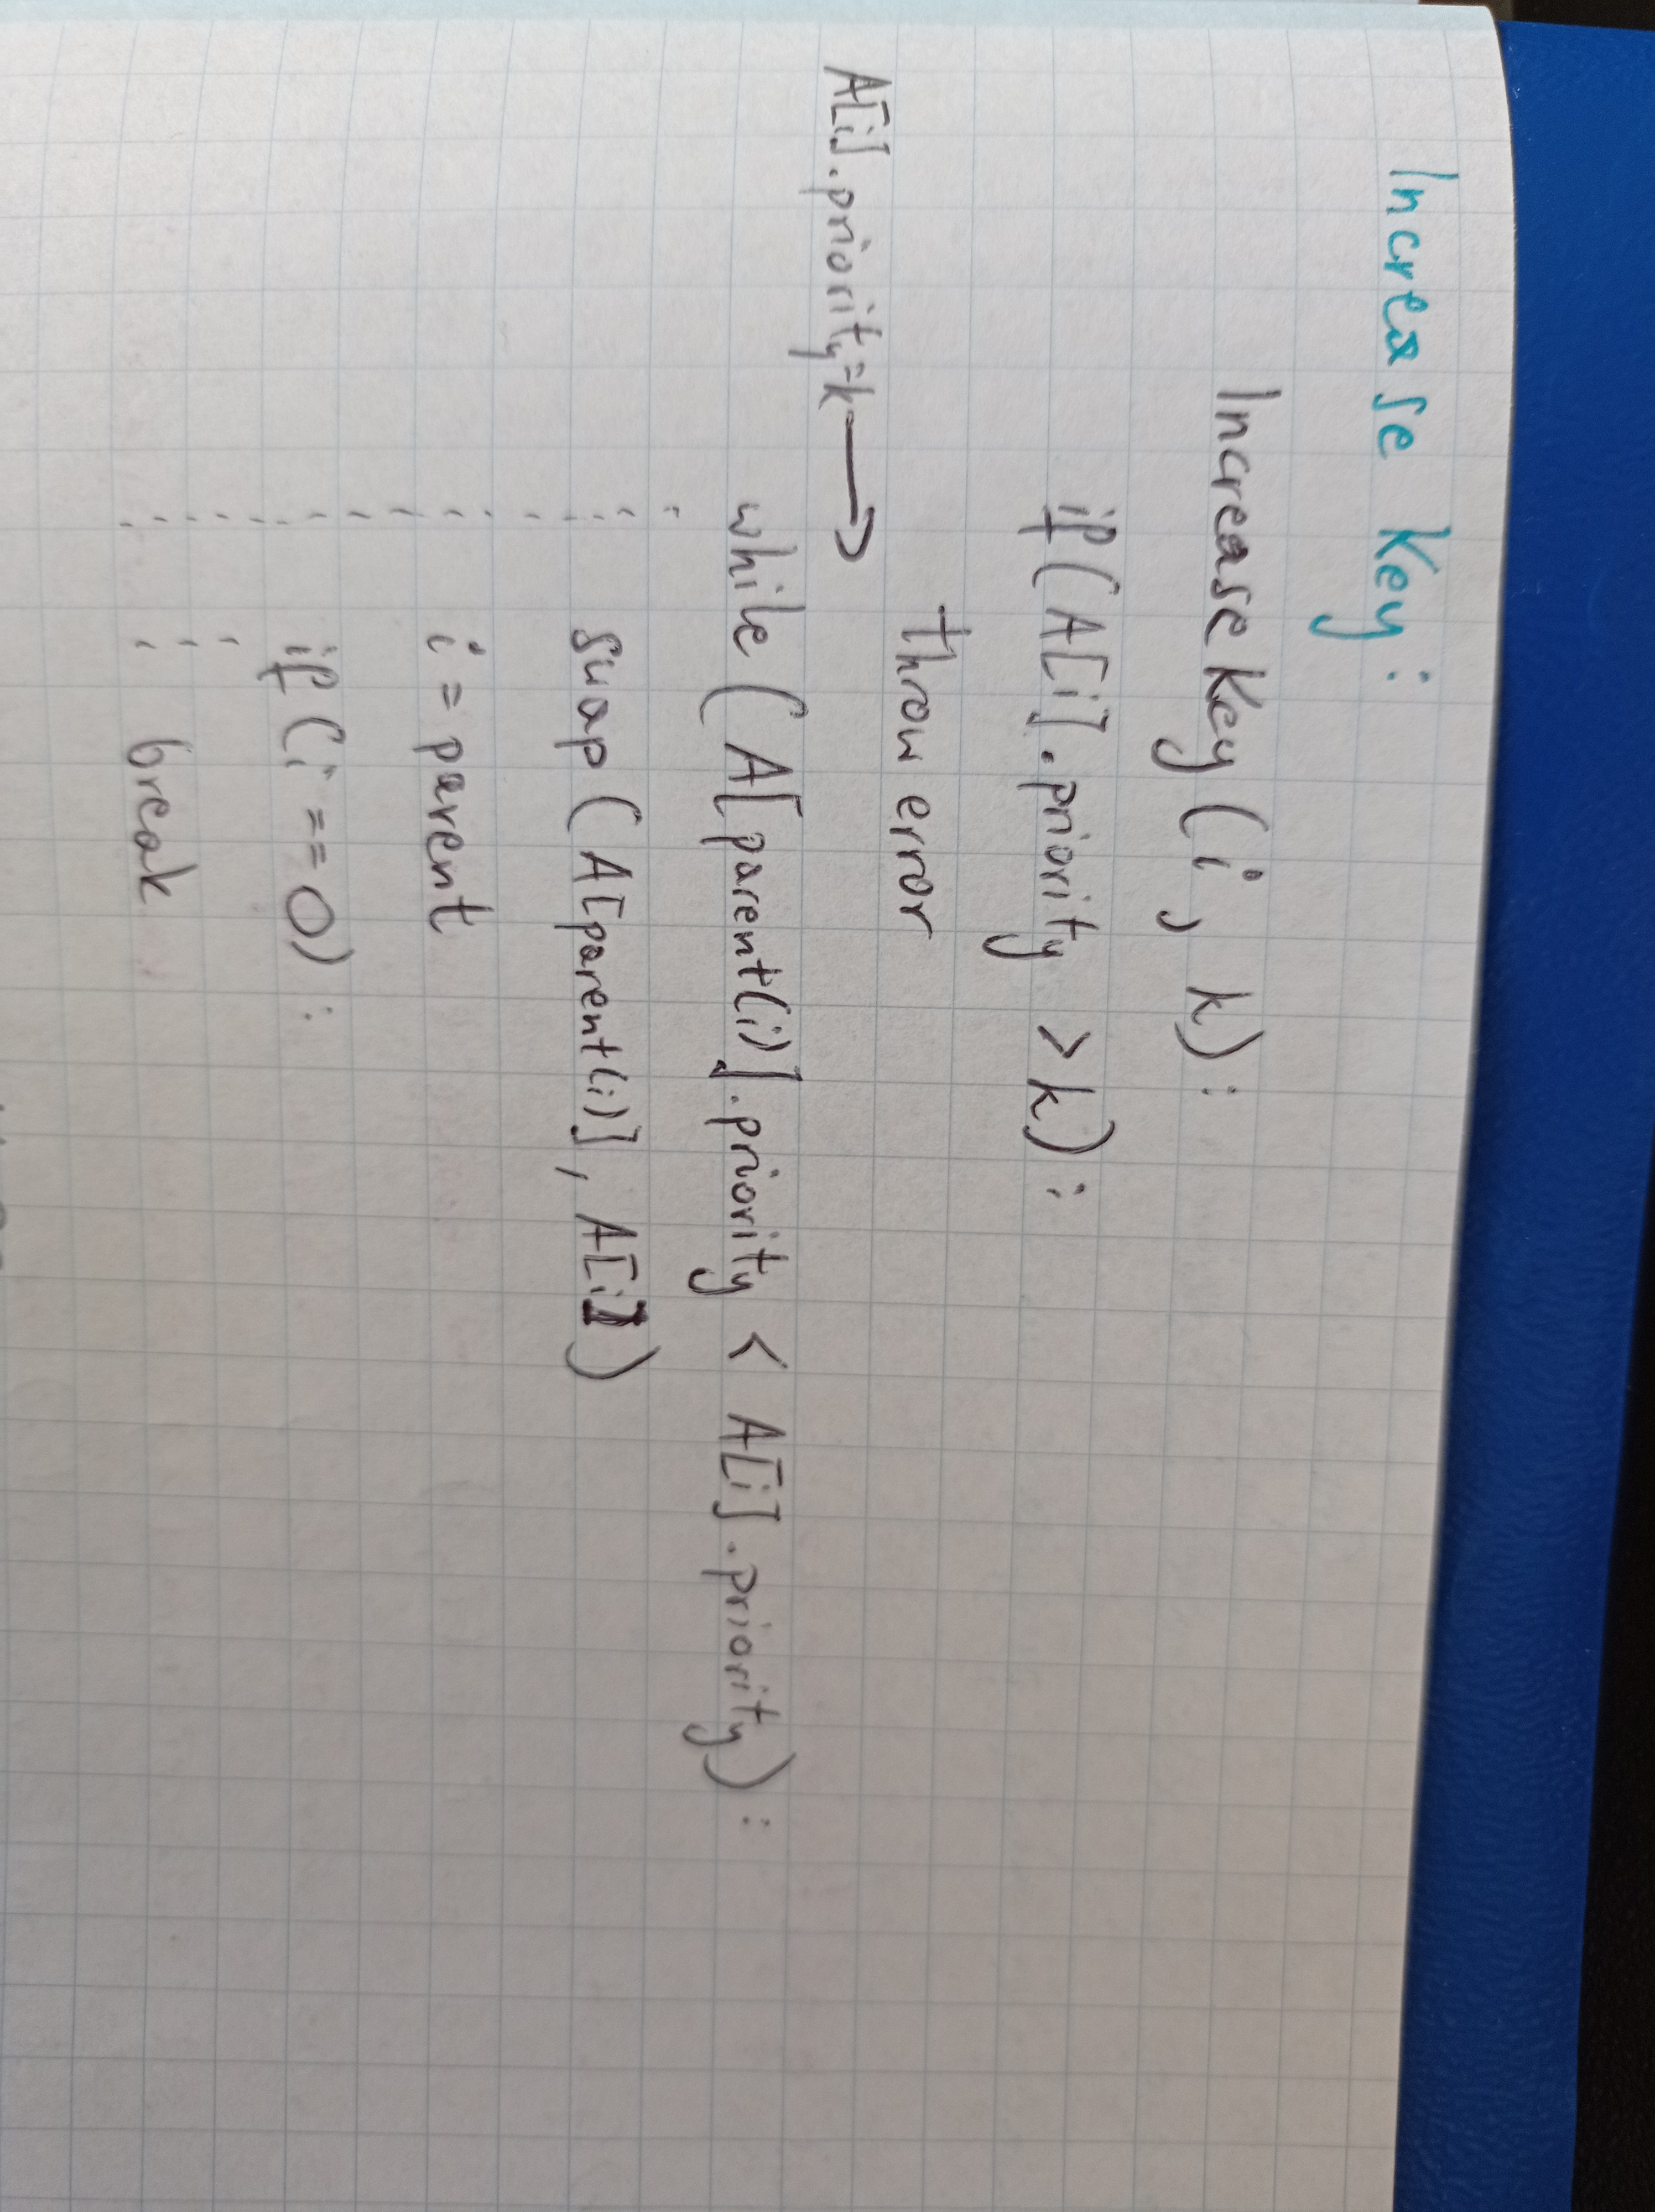 Increase Key:
IncreaseKey(i, k):
if(A[i].priority > k):
throw error
A[i].priority=k
while (A[parent(i)].priority < A[i].priority):
swap (A[parent(i)], A[i])
i = parent
if (i == 0):
break